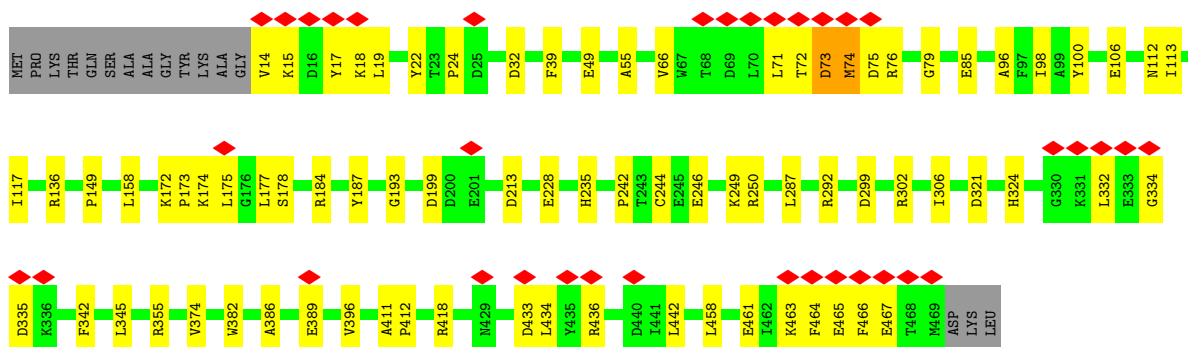 MET PRO LYS THR GLN SER ALA ALA GLY TYR LYS ALA GLY V14 K15 D16 Y17 K18 L19 Y22 T23 P24 D25 D32 F39 E49 A55 V66 W67 T68 D69 L70 L71 T72 D73 M74 D75 R76 G79 E85 A96 F97 I98 A99 Y100 E106 N112 I113
I117 R136 P149 L158 K172 P173 K174 L175 G176 L177 S178 R184 Y187 G193 D199 D200 E201 D213 E228 H235 P242 T243 C244 E245 E246 K249 R250 L287 R292 D299 R302 I306 D321 H324 G330 K331 L332 E333 G334
D335 K336 F342 L345 R355 V374 W382 A386 E389 V396 A411 P412 R418 N429 D433 L434 Y435 R436 D440 I441 L442 L458 E461 I462 K463 F464 E465 F466 E467 T468 M469 ASP LYS LEU